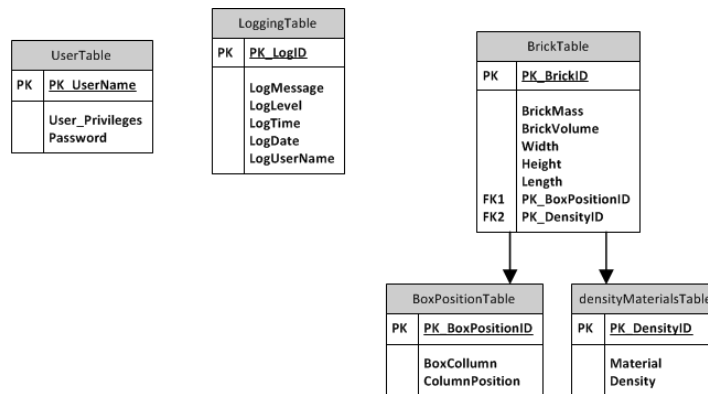 UserTable
PK PK_UserName
User_Privileges
Password
LoggingTable
PK PK_LogID
LogMessage
LogLevel
LogTime
LogDate
LogUserName
BrickTable
PK PK_BrickID
BrickMass
BrickVolume
Width
Height
Length
FK1 PK_BoxPositionID
FK2 PK_DensityID
BoxPositionTable
PK PK_BoxPositionID
BoxCollumn
ColumnPosition
densityMaterialsTable
PK PK_DensityID
Material
Density